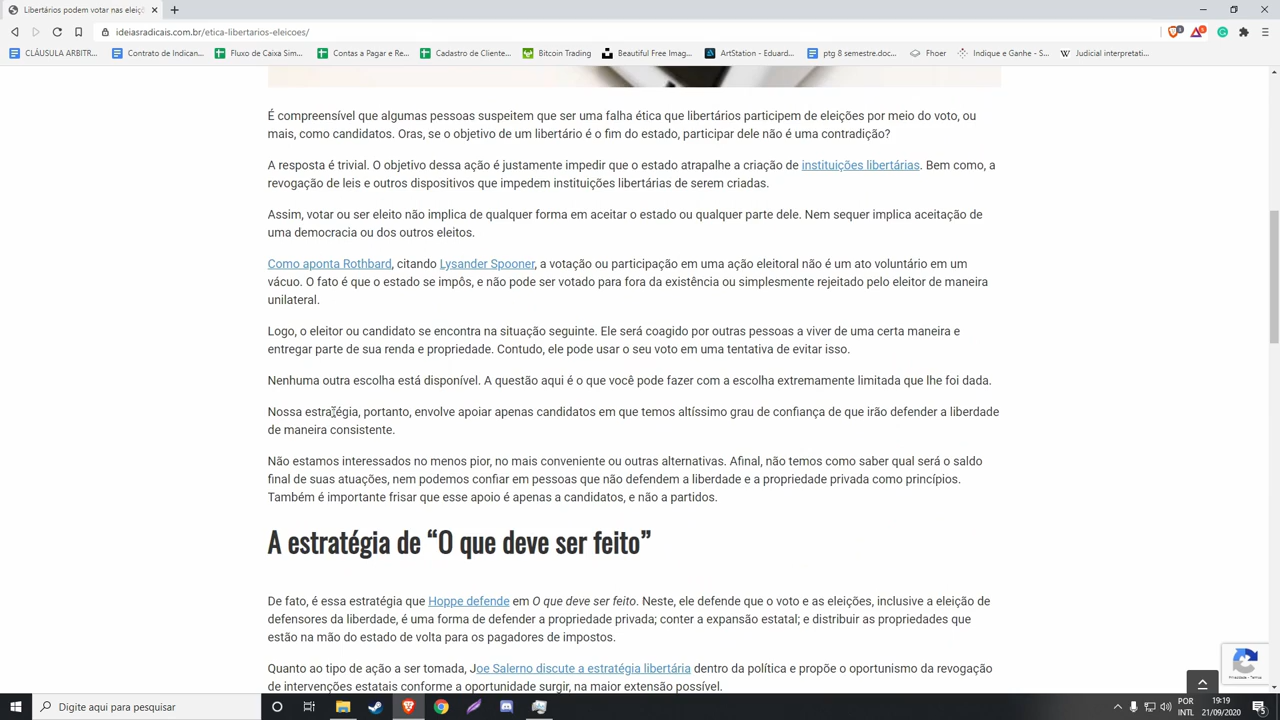 Libertários podem votar nas eleiç
ideiasradicais.com.br/etica-libertarios-eleicoes/
CLÁUSULA ARBITR... Contrato de Indican... Fluxo de Caixa Sim... Contas a Pagar e Re... Cadastro de Cliente... Bitcoin Trading Beautiful Free Imag... ArtStation - Eduard... ptg 8 semestre.doc... Fhoer Indique e Ganhe - S... Judicial interpretati...
É compreensível que algumas pessoas suspeitem que ser uma falha ética que libertários participem de eleições por meio do voto, ou
mais, como candidatos. Oras, se o objetivo de um libertário é o fim do estado, participar dele não é uma contradição?
A resposta é trivial. O objetivo dessa ação é justamente impedir que o estado atrapalhe a criação de instituições libertárias. Bem como, a
revogação de leis e outros dispositivos que impedem instituições libertárias de serem criadas.
Assim, votar ou ser eleito não implica de qualquer forma em aceitar o estado ou qualquer parte dele. Nem sequer implica aceitação de
uma democracia ou dos outros eleitos.
Como aponta Rothbard, citando Lysander Spooner, a votação ou participação em uma ação eleitoral não é um ato voluntário em um
vácuo. O fato é que o estado se impôs, e não pode ser votado para fora da existência ou simplesmente rejeitado pelo eleitor de maneira
unilateral.
Logo, o eleitor ou candidato se encontra na situação seguinte. Ele será coagido por outras pessoas a viver de uma certa maneira e
entregar parte de sua renda e propriedade. Contudo, ele pode usar o seu voto em uma tentativa de evitar isso.
Nenhuma outra escolha está disponível. A questão aqui é o que você pode fazer com a escolha extremamente limitada que lhe foi dada.
Nossa estratégia, portanto, envolve apoiar apenas candidatos em que temos altíssimo grau de confiança de que irão defender a liberdade
de maneira consistente.
Não estamos interessados no menos pior, no mais conveniente ou outras alternativas. Afinal, não temos como saber qual será o saldo
final de suas atuações, nem podemos confiar em pessoas que não defendem a liberdade e a propriedade privada como princípios.
Também é importante frisar que esse apoio é apenas a candidatos, e não a partidos.
A estratégia de “O que deve ser feito”
De fato, é essa estratégia que Hoppe defende em O que deve ser feito. Neste, ele defende que o voto e as eleições, inclusive a eleição de
defensores da liberdade, é uma forma de defender a propriedade privada; conter a expansão estatal; e distribuir as propriedades que
estão na mão do estado de volta para os pagadores de impostos.
Quanto ao tipo de ação a ser tomada, Joe Salerno discute a estratégia libertária dentro da política e propõe o oportunismo da revogação
de intervenções estatais conforme a oportunidade surgir, na maior extensão possível.
Digite aqui para pesquisar
POR 19:19
INTL 21/09/2020